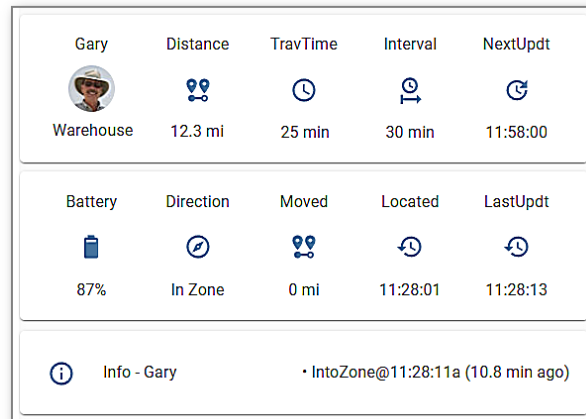 Gary Distance TravTime Interval NextUpdt
Warehouse 12.3 mi 25 min 30 min 11:58:00
Battery Direction Moved Located LastUpdt
87% In Zone 0 mi 11:28:01 11:28:13
Info - Gary • IntoZone@11:28:11a (10.8 min ago)